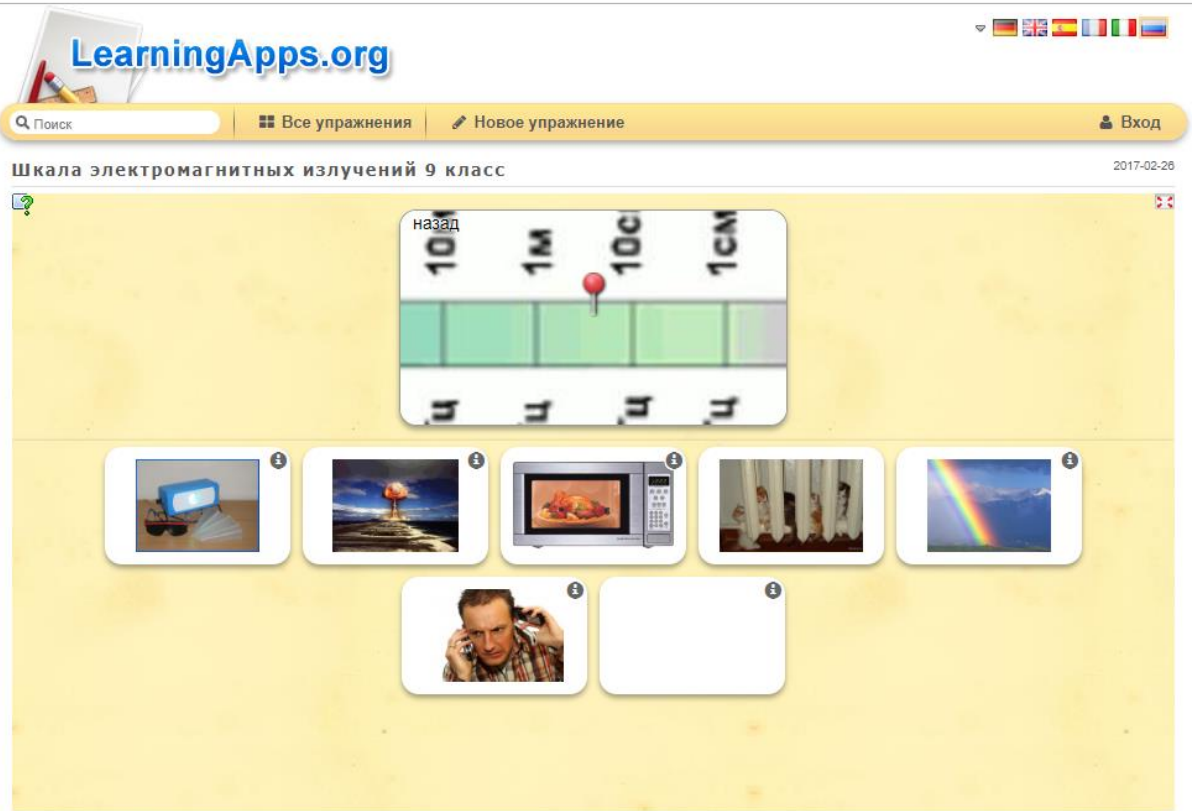 LearningApps.org
Поиск
Все упражнения
Новое упражнение
Вход
Шкала электромагнитных излучений 9 класс
2017-02-26
назад
1м
1см